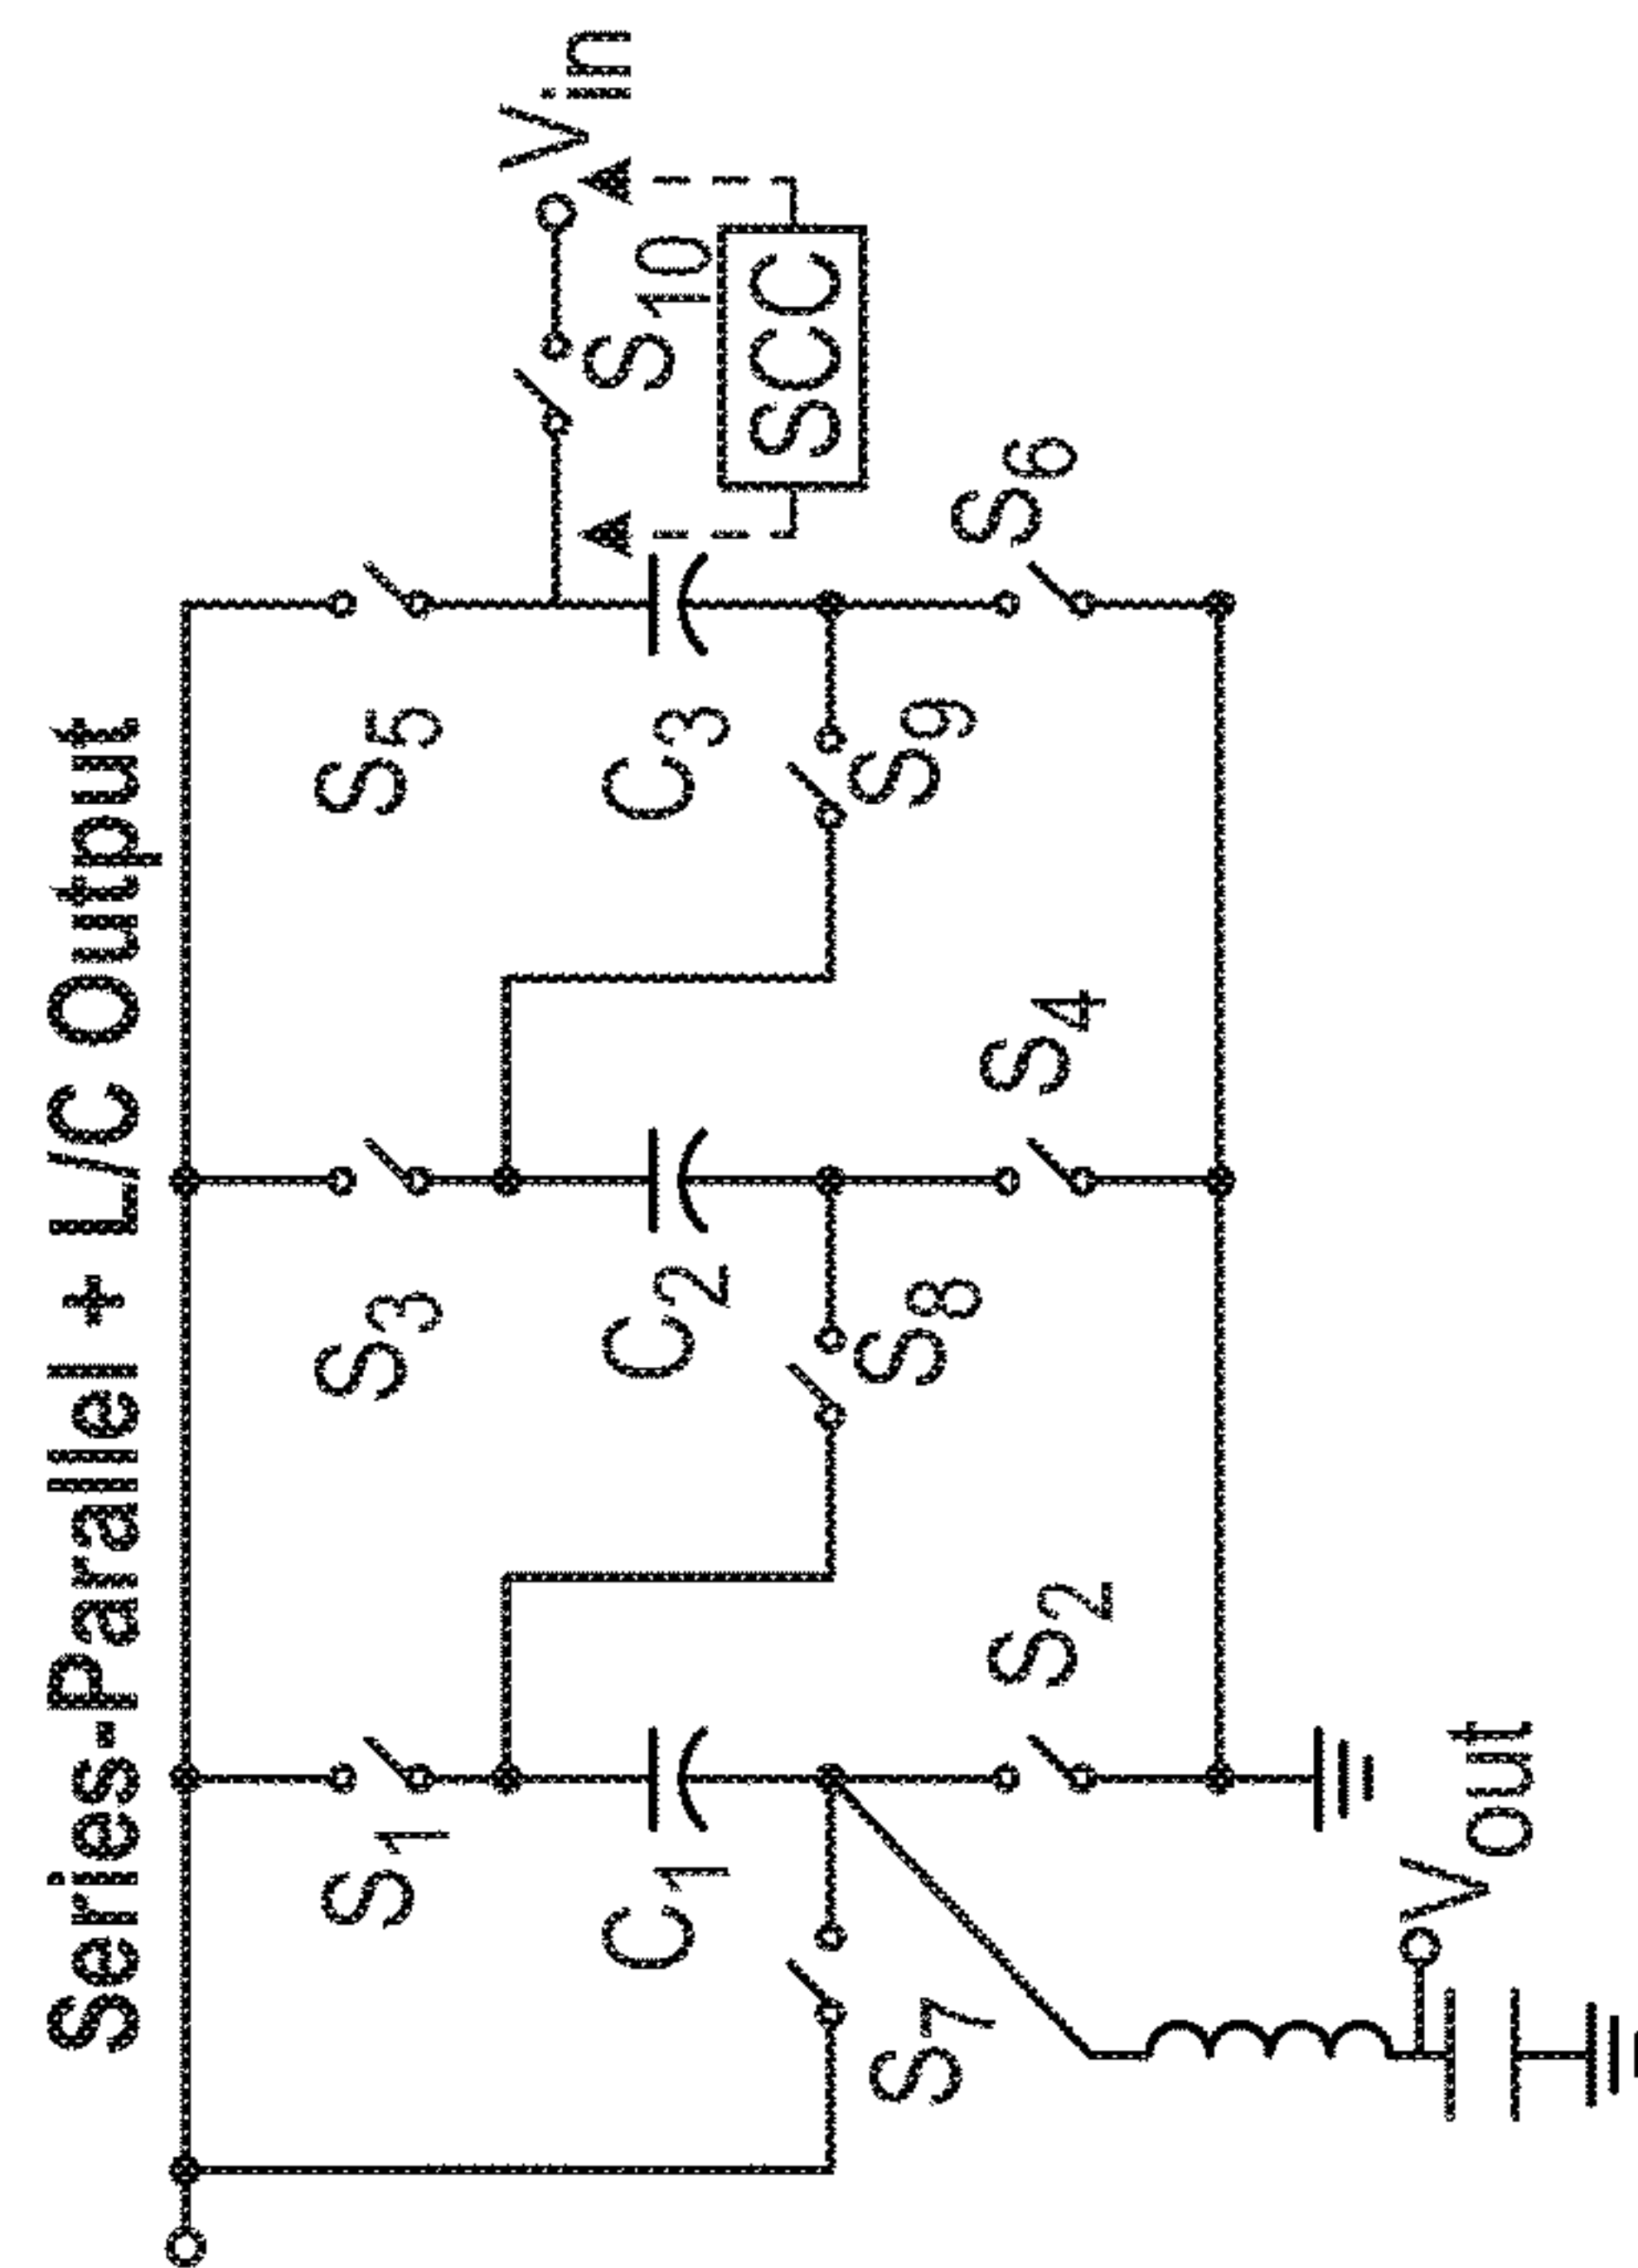 Series-Parallel + L/C Output
S1
S3
S5
C1
C2
C3
S10
Vin
SCC
S7
S8
S9
S2
S4
S6
Vout